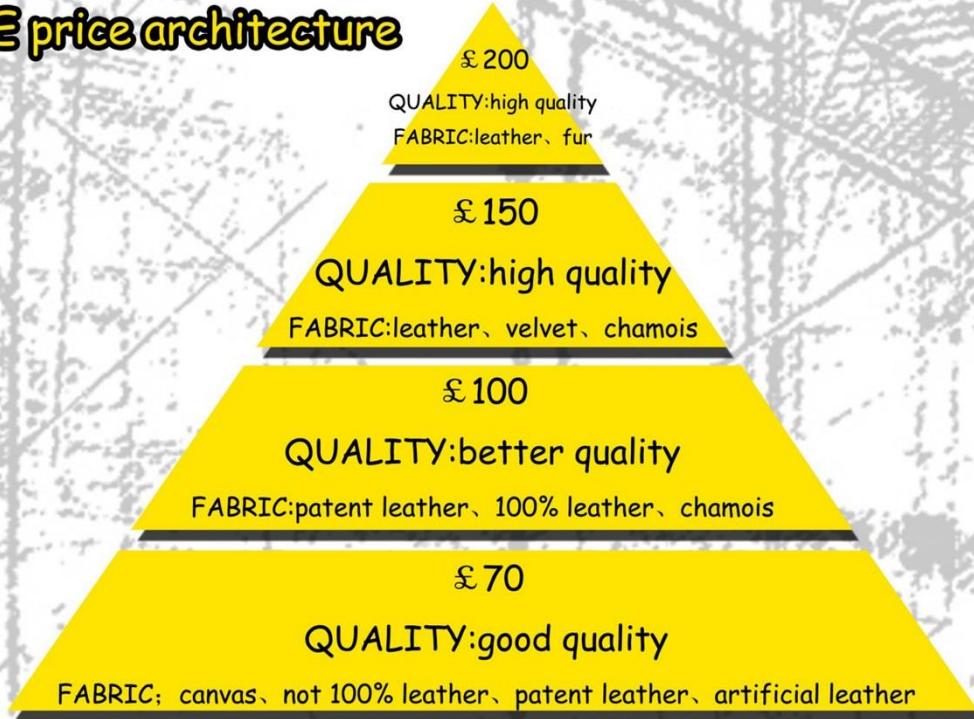 price architecture
£200
QUALITY:high quality
FABRIC:leather、fur
£150
QUALITY:high quality
FABRIC:leather、velvet、chamois
£100
QUALITY:better quality
FABRIC:patent leather、100% leather、chamois
£70
QUALITY:good quality
FABRIC；canvas、not 100% leather、patent leather、artificial leather